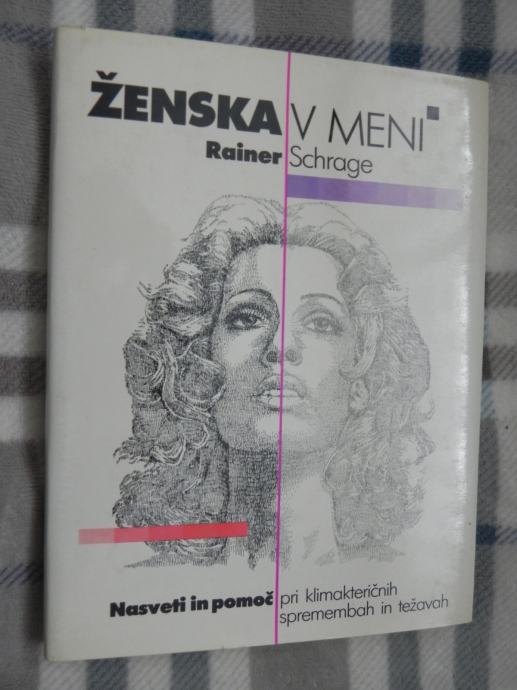 ŽENSKA V MENI
Rainer Schrage
Nasveti in pomoč pri klimakteričnih
spremembah in težavah